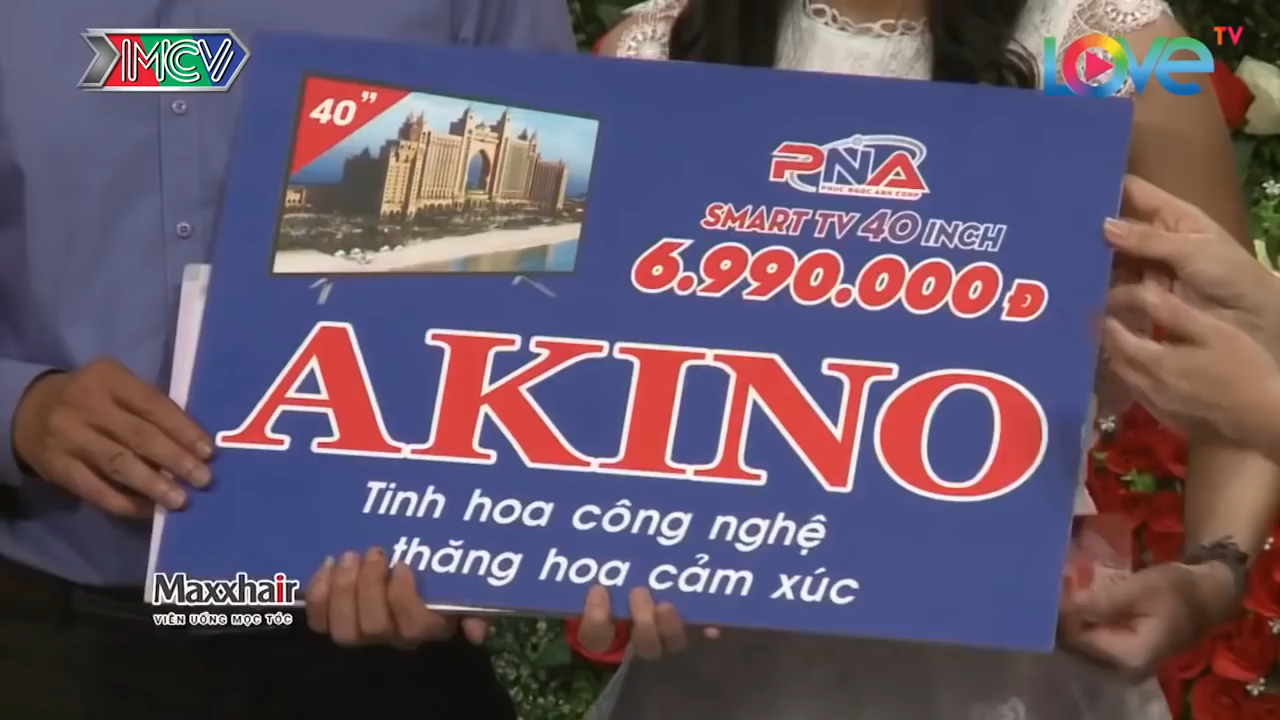 MCV
LOVE TV
40"
PNA
PHUC NGOC ANH CORP
SMART TV 40 INCH
6.990.000 Đ
AKINO
Tinh hoa công nghệ
thăng hoa cảm xúc
Maxxhair
VIÊN UỐNG MỌC TÓC